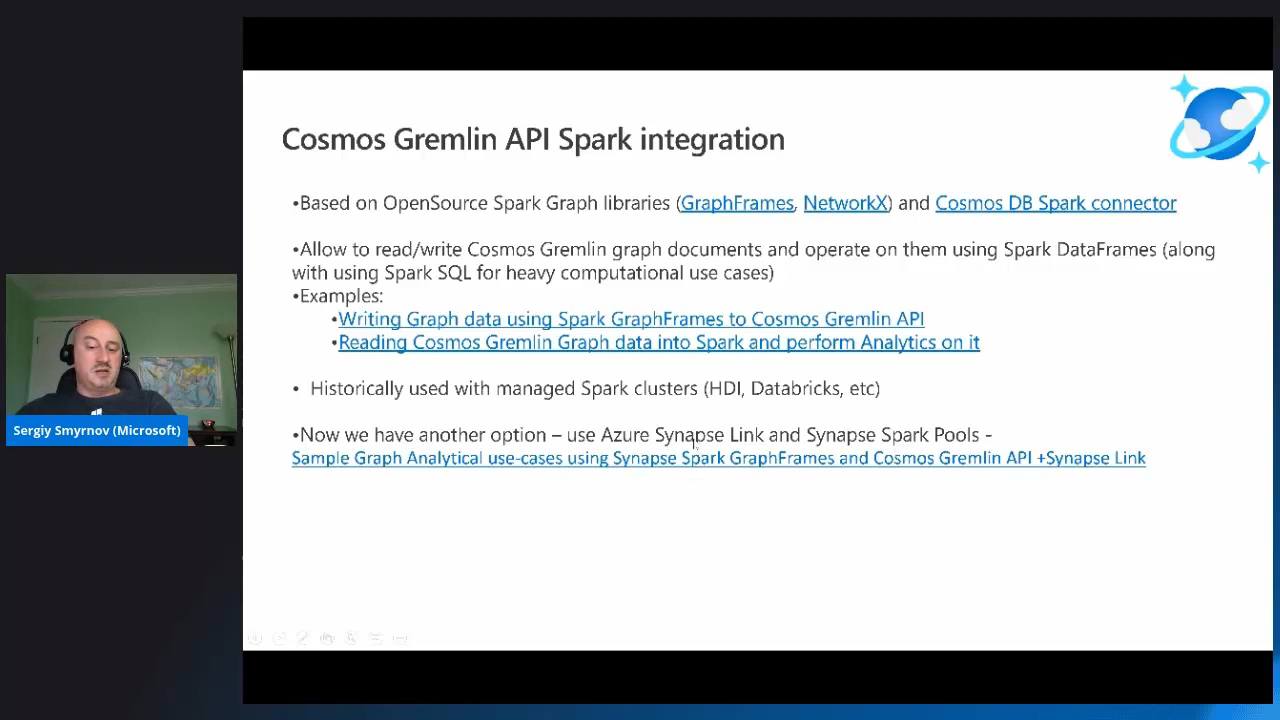 Cosmos Gremlin API Spark integration
•Based on OpenSource Spark Graph libraries (GraphFrames, NetworkX) and Cosmos DB Spark connector
•Allow to read/write Cosmos Gremlin graph documents and operate on them using Spark DataFrames (along
with using Spark SQL for heavy computational use cases)
•Examples:
•Writing Graph data using Spark GraphFrames to Cosmos Gremlin API
•Reading Cosmos Gremlin Graph data into Spark and perform Analytics on it
• Historically used with managed Spark clusters (HDI, Databricks, etc)
•Now we have another option – use Azure Synapse Link and Synapse Spark Pools -
Sample Graph Analytical use-cases using Synapse Spark GraphFrames and Cosmos Gremlin API +Synapse Link
Sergiy Smyrnov (Microsoft)